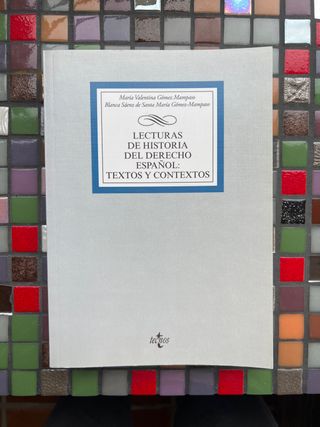 María Valentina Gómez Mampaso
Blanca Sáenz de Santa María Gómez-Mampaso
LECTURAS
DE HISTORIA
DEL DERECHO
ESPAÑOL:
TEXTOS Y CONTEXTOS
tecnos